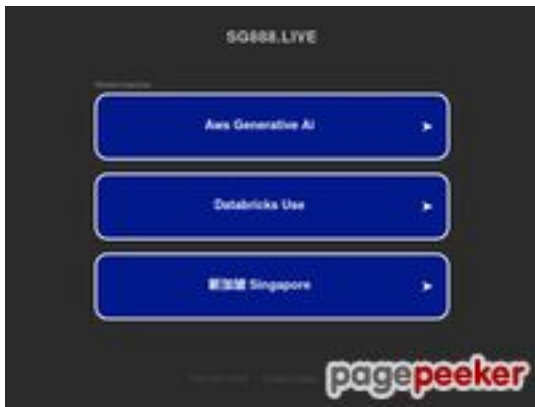 SG888.LIVE
Aws Generative Ai
Databricks Use
新加坡 Singapore
pagepeeker